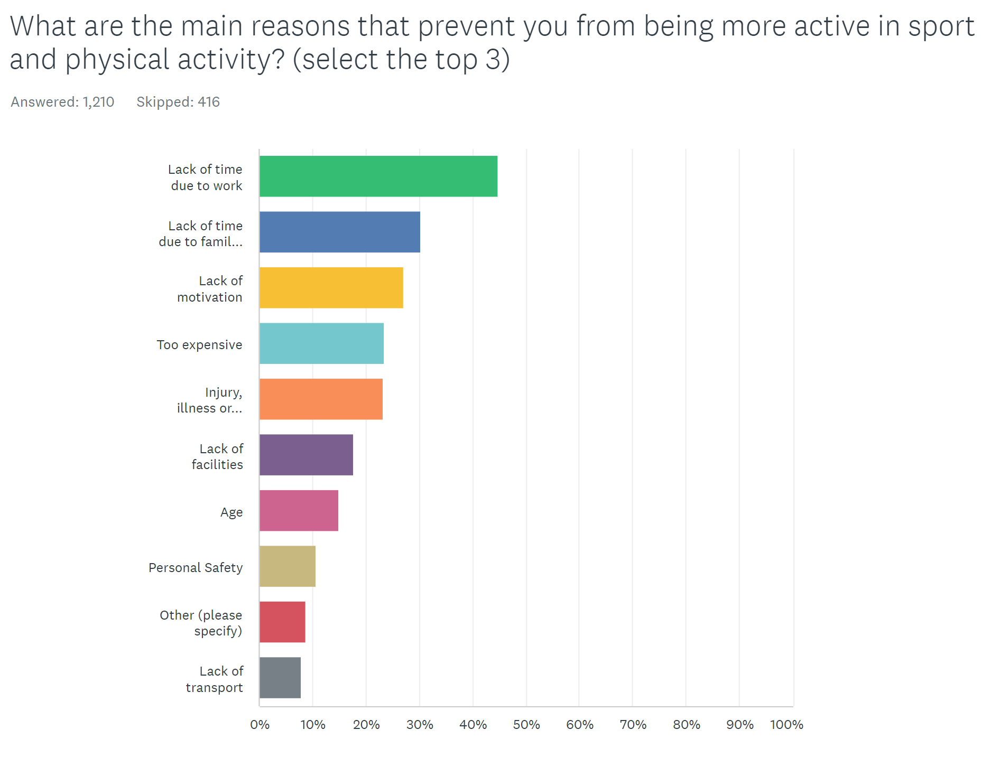 What are the main reasons that prevent you from being more active in sport
and physical activity? (select the top 3)
Answered: 1,210 Skipped: 416
Lack of time
due to work
Lack of time
due to famil...
Lack of
motivation
Too expensive
Injury,
illness or...
Lack of
facilities
Age
Personal Safety
Other (please
specify)
Lack of
transport
0% 10% 20% 30% 40% 50% 60% 70% 80% 90% 100%